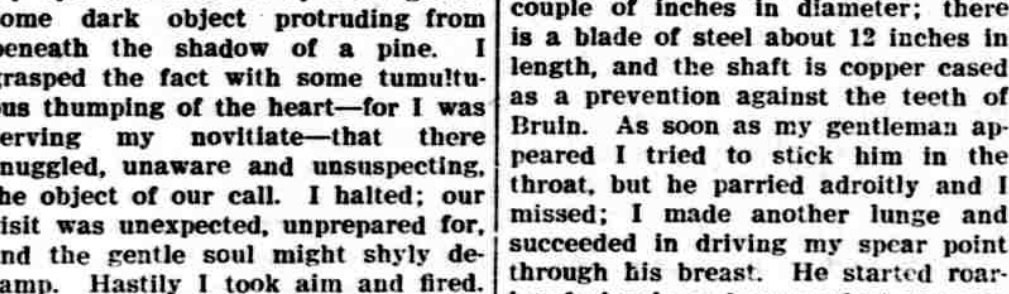 ome dark object protruding from
eneath the shadow of a pine. I
rasped the fact with some tumultu-
us thumping of the heart—for I was
erving my novitiate—that there
nuggled, unaware and unsuspecting,
he object of our call. I halted; our
isit was unexpected, unprepared for,
nd the gentle soul might shyly de-
amp. Hastily I took aim and fired.
couple of inches in diameter; there
is a blade of steel about 12 inches in
length, and the shaft is copper cased
as a prevention against the teeth of
Bruin. As soon as my gentleman ap-
peared I tried to stick him in the
throat, but he parried adroitly and I
missed; I made another lunge and
succeeded in driving my spear point
through his breast. He started roar-